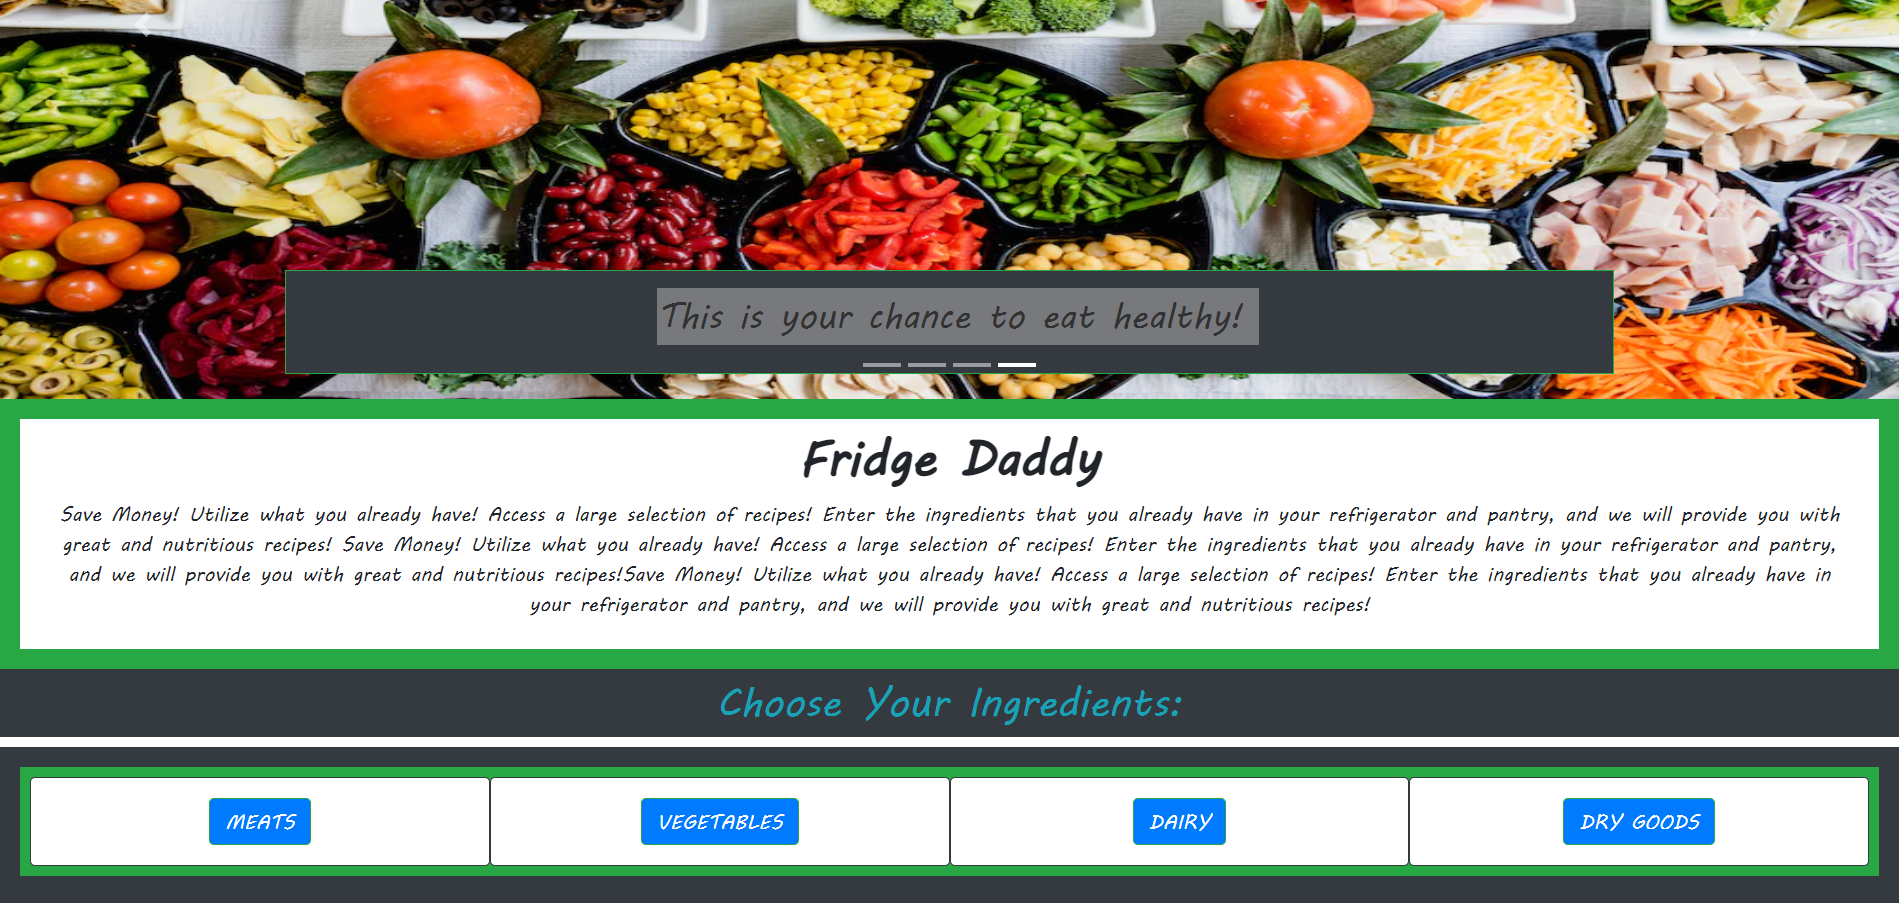 This is your chance to eat healthy!
Fridge Daddy
Save Money! Utilize what you already have! Access a large selection of recipes! Enter the ingredients that you already have in your refrigerator and pantry, and we will provide you with
great and nutritious recipes! Save Money! Utilize what you already have! Access a large selection of recipes! Enter the ingredients that you already have in your refrigerator and pantry,
and we will provide you with great and nutritious recipes!Save Money! Utilize what you already have! Access a large selection of recipes! Enter the ingredients that you already have in
your refrigerator and pantry, and we will provide you with great and nutritious recipes!
Choose Your Ingredients:
MEATS
VEGETABLES
DAIRY
DRY GOODS